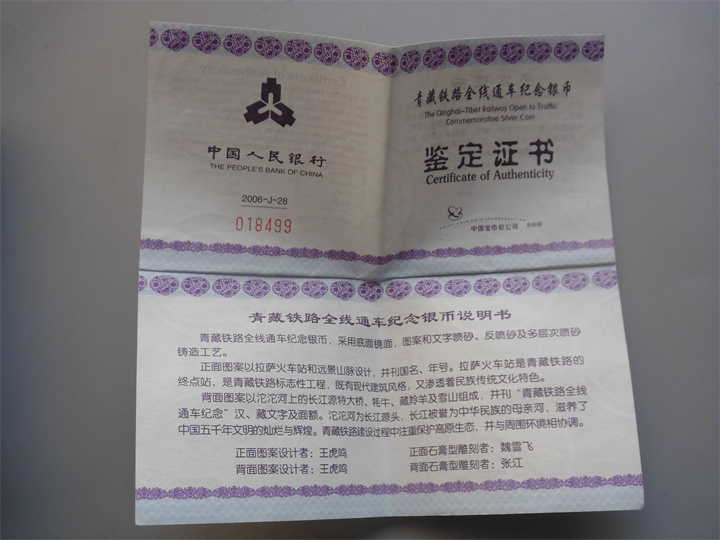 中国人民银行
THE PEOPLE'S BANK OF CHINA
2006-J-28
018499
青藏铁路全线通车纪念银币
The Qinghai-Tibet Railway Open to Traffic
Commemorative Silver Coin
鉴定证书
Certificate of Authenticity
中国金币总公司
青藏铁路全线通车纪念银币说明书
青藏铁路全线通车纪念银币，采用底面镜面，图案和文字喷砂、反喷砂及多层次喷砂
铸造工艺。
正面图案以拉萨火车站和远景山脉设计，并刊国名、年号。拉萨火车站是青藏铁路的
终点站，是青藏铁路标志性工程，既有现代建筑风格，又渗透着民族传统文化特色。
背面图案以沱沱河上的长江源特大桥、牦牛、藏羚羊及雪山组成，并刊“青藏铁路全线
通车纪念”汉、藏文字及面额。沱沱河为长江源头，长江被誉为中华民族的母亲河，滋养了
中国五千年文明的灿烂与辉煌。青藏铁路建设过程中注重保护高原生态，并与周围环境相协调。
正面图案设计者：王虎鸣
正面石膏型雕刻者：魏雪飞
背面图案设计者：王虎鸣
背面石膏型雕刻者：张江